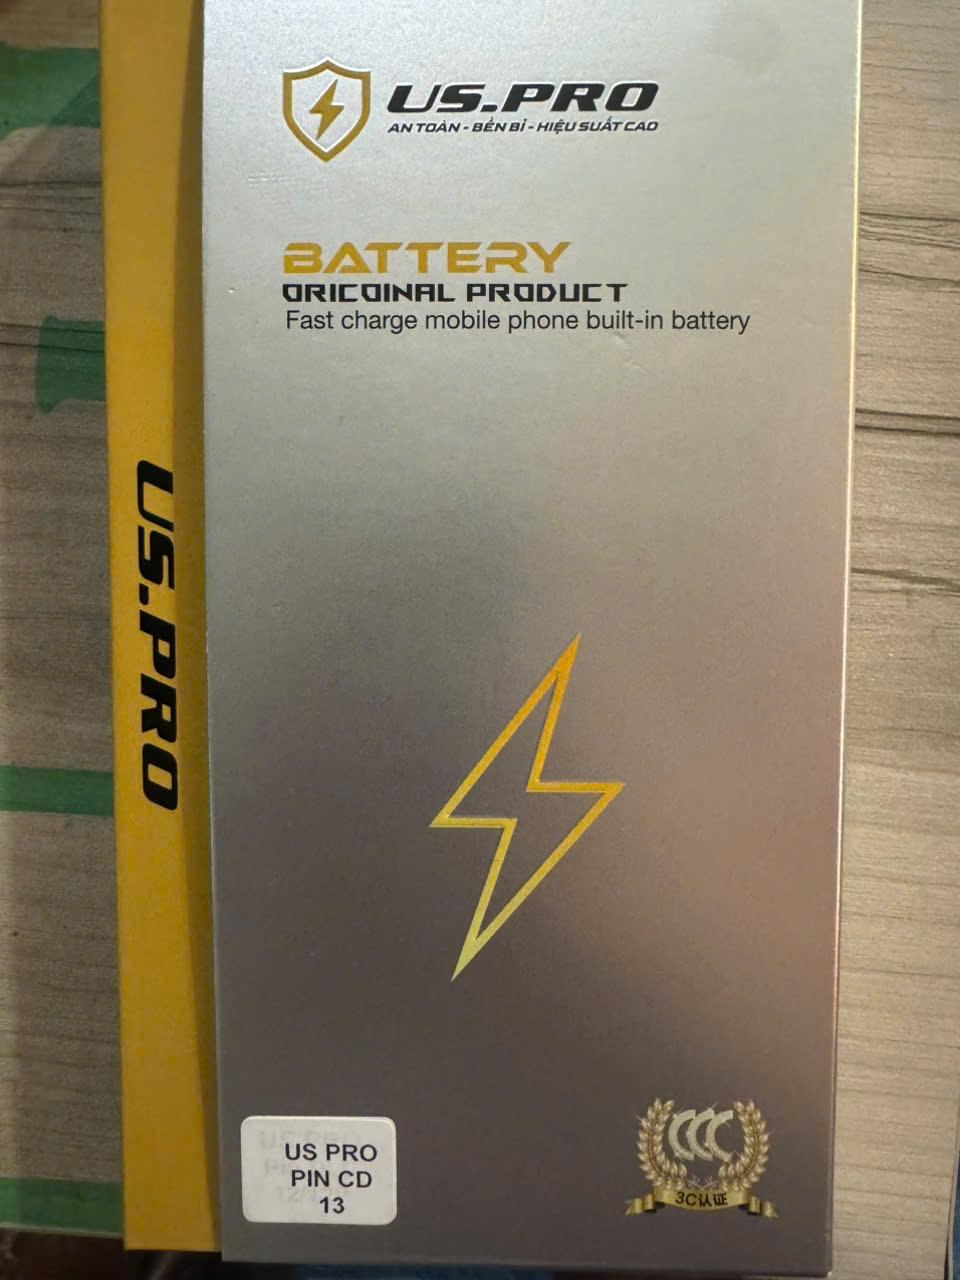 US.PRO
AN TOÀN - BỀN BỈ - HIỆU SUẤT CAO
BATTERY
ORICOINAL PRODUCT
Fast charge mobile phone built-in battery
US.PRO
US PRO
PIN CD
13
CCC
3C认证